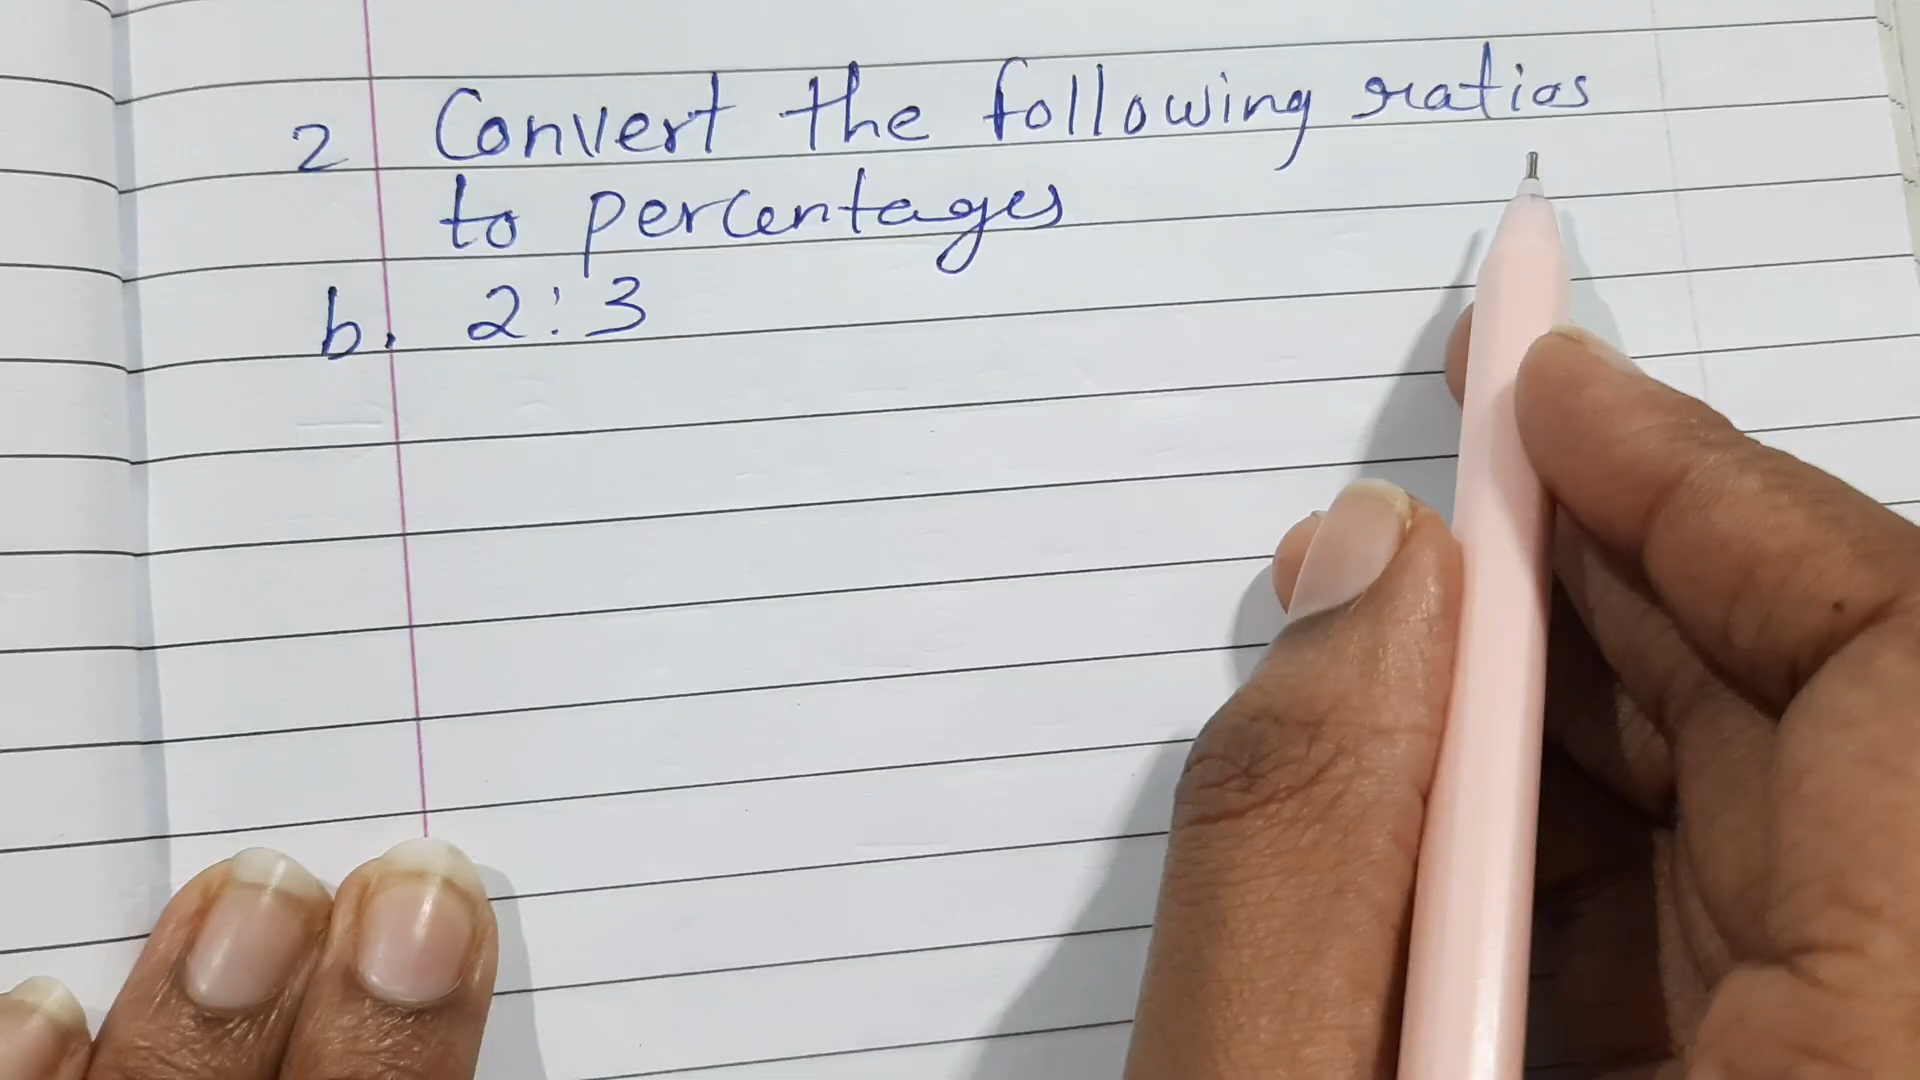 2 Convert the following ratios
to percentages
b. 2:3